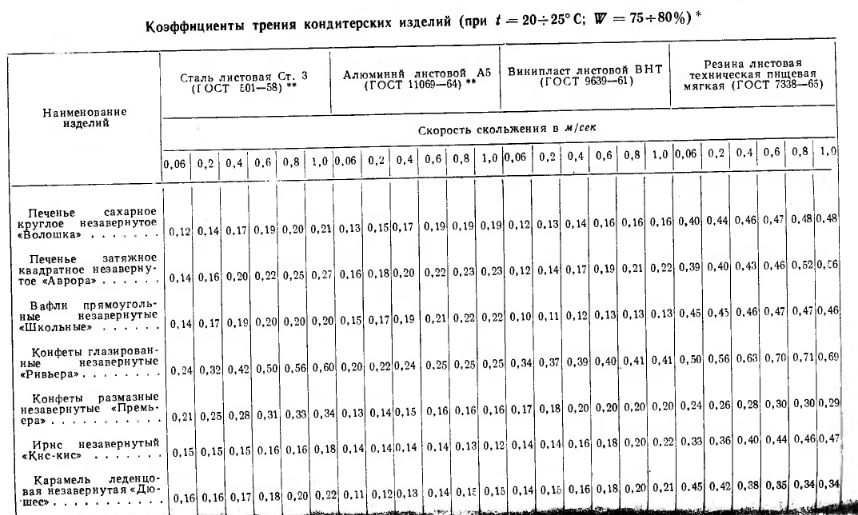 Коэффициенты трения кондитерских изделий (при t = 20÷25° С; W = 75÷80%) *
Наименование
изделий
Сталь листовая Ст. 3
(ГОСТ 501—58) **
Алюминий листовой А5
(ГОСТ 11069—64) **
Винипласт листовой ВНТ
(ГОСТ 9639—61)
Резина листовая
техническая пищевая
мягкая (ГОСТ 7338—65)
Скорость скольжения в м/сек
0,06 0,2 0,4 0,6 0,8 1,0 0,06 0,2 0,4 0,6 0,8 1,0 0,06 0,2 0,4 0,6 0,8 1,0 0,06 0,2 0,4 0,6 0,8 1,0
Печенье сахарное
круглое незавернутое
«Волошка» . . . . . . . 0,12 0,14 0,17 0,19 0,20 0,21 0,13 0,15 0,17 0,19 0,19 0,19 0,12 0,13 0,14 0,16 0,16 0,16 0,40 0,44 0,46 0,47 0,48 0,48
Печенье затяжное
квадратное незаверну-
тое «Аврора» . . . . . . 0,14 0,16 0,20 0,22 0,25 0,27 0,16 0,18 0,20 0,22 0,23 0,23 0,12 0,14 0,17 0,19 0,21 0,22 0,39 0,40 0,43 0,46 0,52 0,56
Вафли прямоуголь-
ные незавернутые
«Школьные» . . . . . . 0,14 0,17 0,19 0,20 0,20 0,20 0,15 0,17 0,19 0,21 0,22 0,22 0,10 0,11 0,12 0,13 0,13 0,13 0,45 0,45 0,46 0,47 0,47 0,46
Конфеты глазирован-
ные незавернутые
«Ривьера» . . . . . . . . 0,24 0,32 0,42 0,50 0,56 0,60 0,20 0,22 0,24 0,25 0,25 0,25 0,34 0,37 0,39 0,40 0,41 0,41 0,50 0,56 0,63 0,70 0,71 0,69
Конфеты размазные
незавернутые «Премь-
ера» . . . . . . . . . . . 0,21 0,25 0,28 0,31 0,33 0,34 0,13 0,14 0,15 0,16 0,16 0,16 0,17 0,18 0,20 0,20 0,20 0,20 0,24 0,26 0,28 0,30 0,30 0,29
Ирис незавернутый
«Кис-кис» . . . . . . . 0,15 0,15 0,15 0.16 0,16 0,18 0,14 0,14 0,14 0,14 0,13 0,12 0,14 0,14 0,16 0,18 0,20 0,22 0,33 0,36 0,40 0,44 0,46 0,47
Карамель леденцо-
вая незавернутая «Дю-
шес» . . . . . . . . . . . 0,16 0,16 0,17 0,18 0,20 0,22 0,11 0,12 0,13 0,14 0,15 0,15 0,14 0,15 0,16 0,18 0,20 0,21 0.45 0,42 0,38 0,35 0,34 0,34